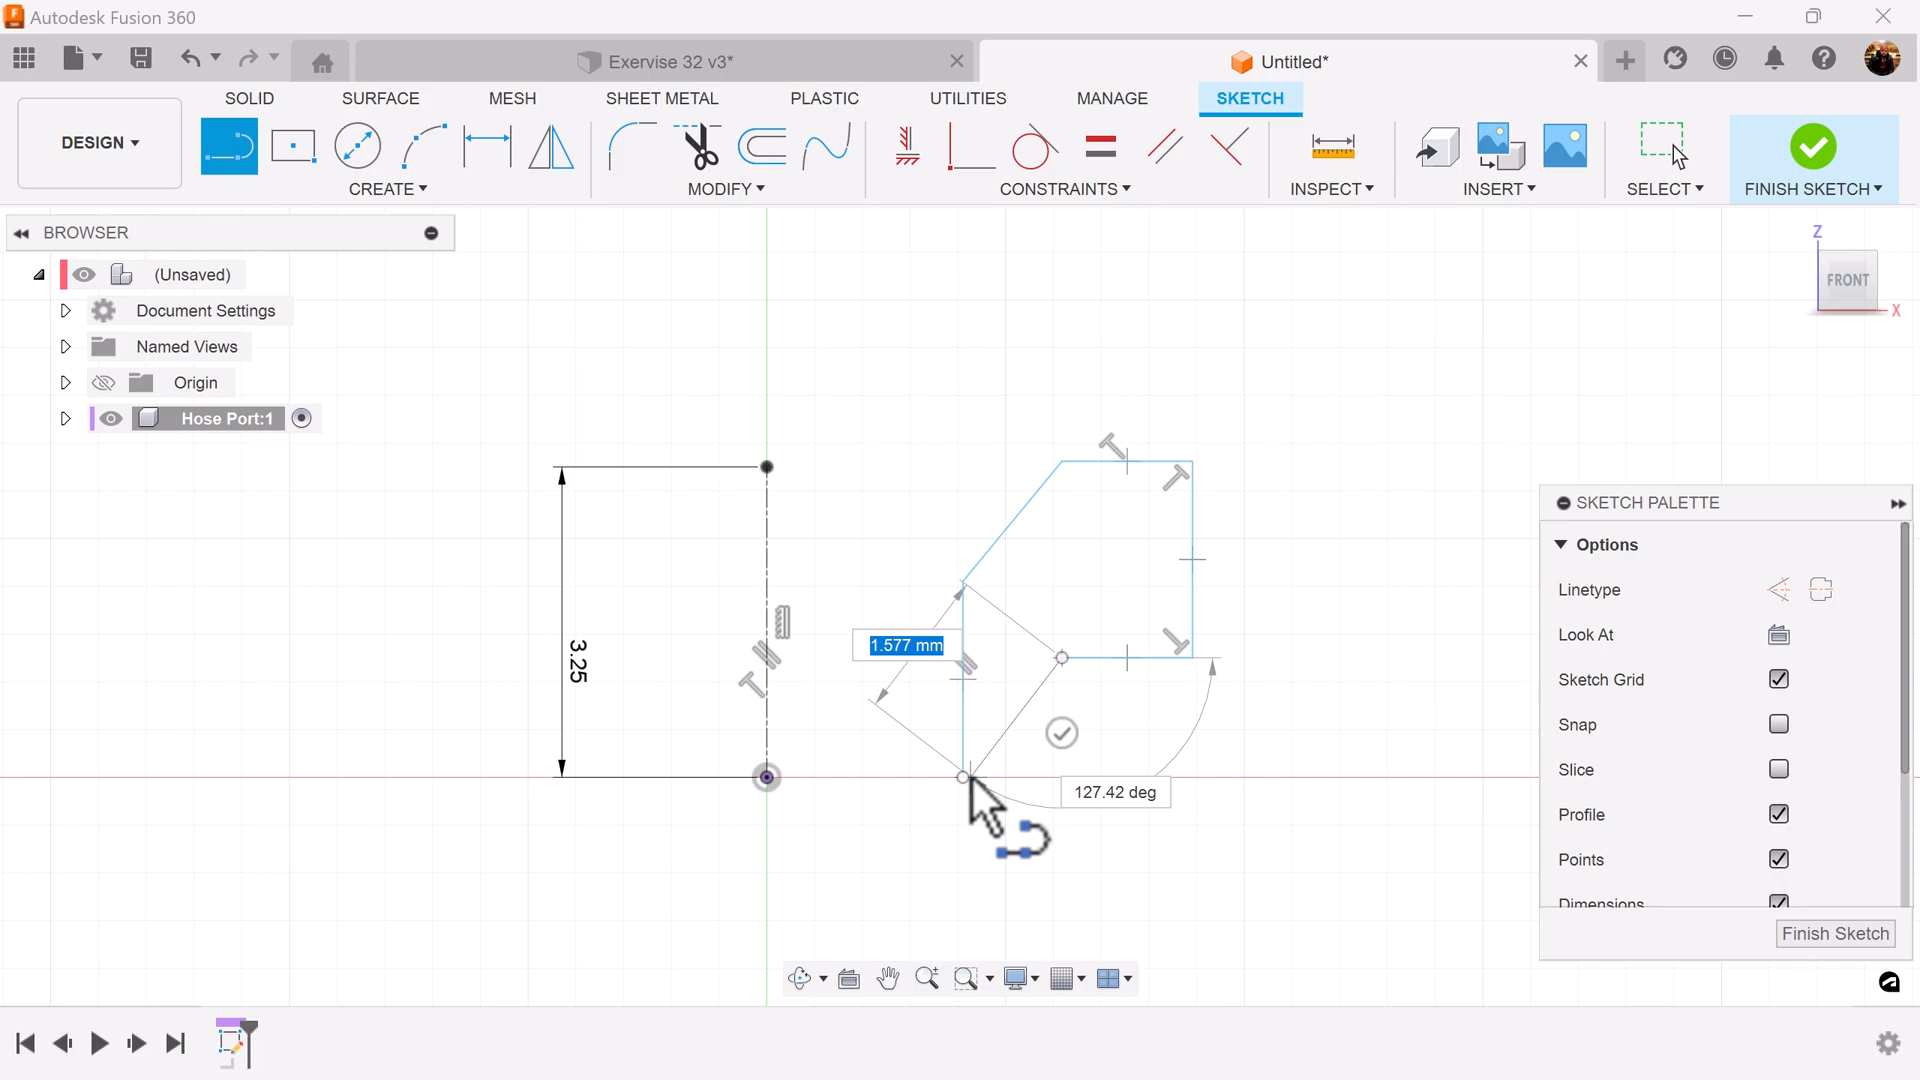 Autodesk Fusion 360
Exervise 32 v3*
Untitled*
DESIGN
SOLID
SURFACE
MESH
SHEET METAL
PLASTIC
UTILITIES
MANAGE
SKETCH
CREATE
MODIFY
CONSTRAINTS
INSPECT
INSERT
SELECT
FINISH SKETCH
BROWSER
(Unsaved)
Document Settings
Named Views
Origin
Hose Port:1
Z
FRONT
X
3.25
1.577 mm
127.42 deg
SKETCH PALETTE
Options
Linetype
Look At
Sketch Grid
Snap
Slice
Profile
Points
Dimensions
Finish Sketch